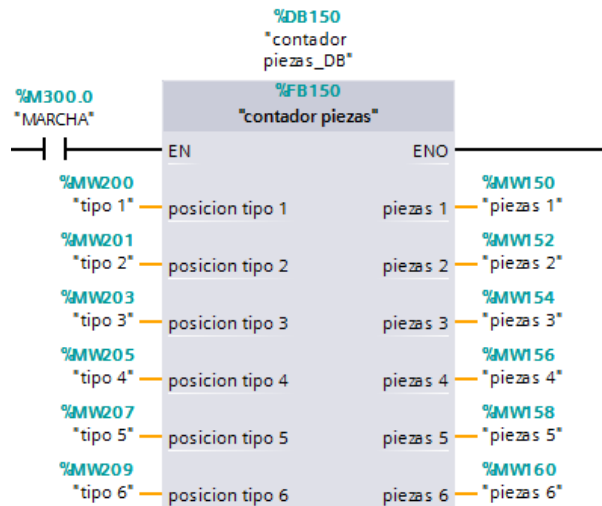 %DB150
"contador
piezas_DB"
%M300.0
"MARCHA"
%FB150
"contador piezas"
EN
ENO
%MW200
"tipo 1"
posicion tipo 1
piezas 1
%MW150
"piezas 1"
%MW201
"tipo 2"
posicion tipo 2
piezas 2
%MW152
"piezas 2"
%MW203
"tipo 3"
posicion tipo 3
piezas 3
%MW154
"piezas 3"
%MW205
"tipo 4"
posicion tipo 4
piezas 4
%MW156
"piezas 4"
%MW207
"tipo 5"
posicion tipo 5
piezas 5
%MW158
"piezas 5"
%MW209
"tipo 6"
posicion tipo 6
piezas 6
%MW160
"piezas 6"